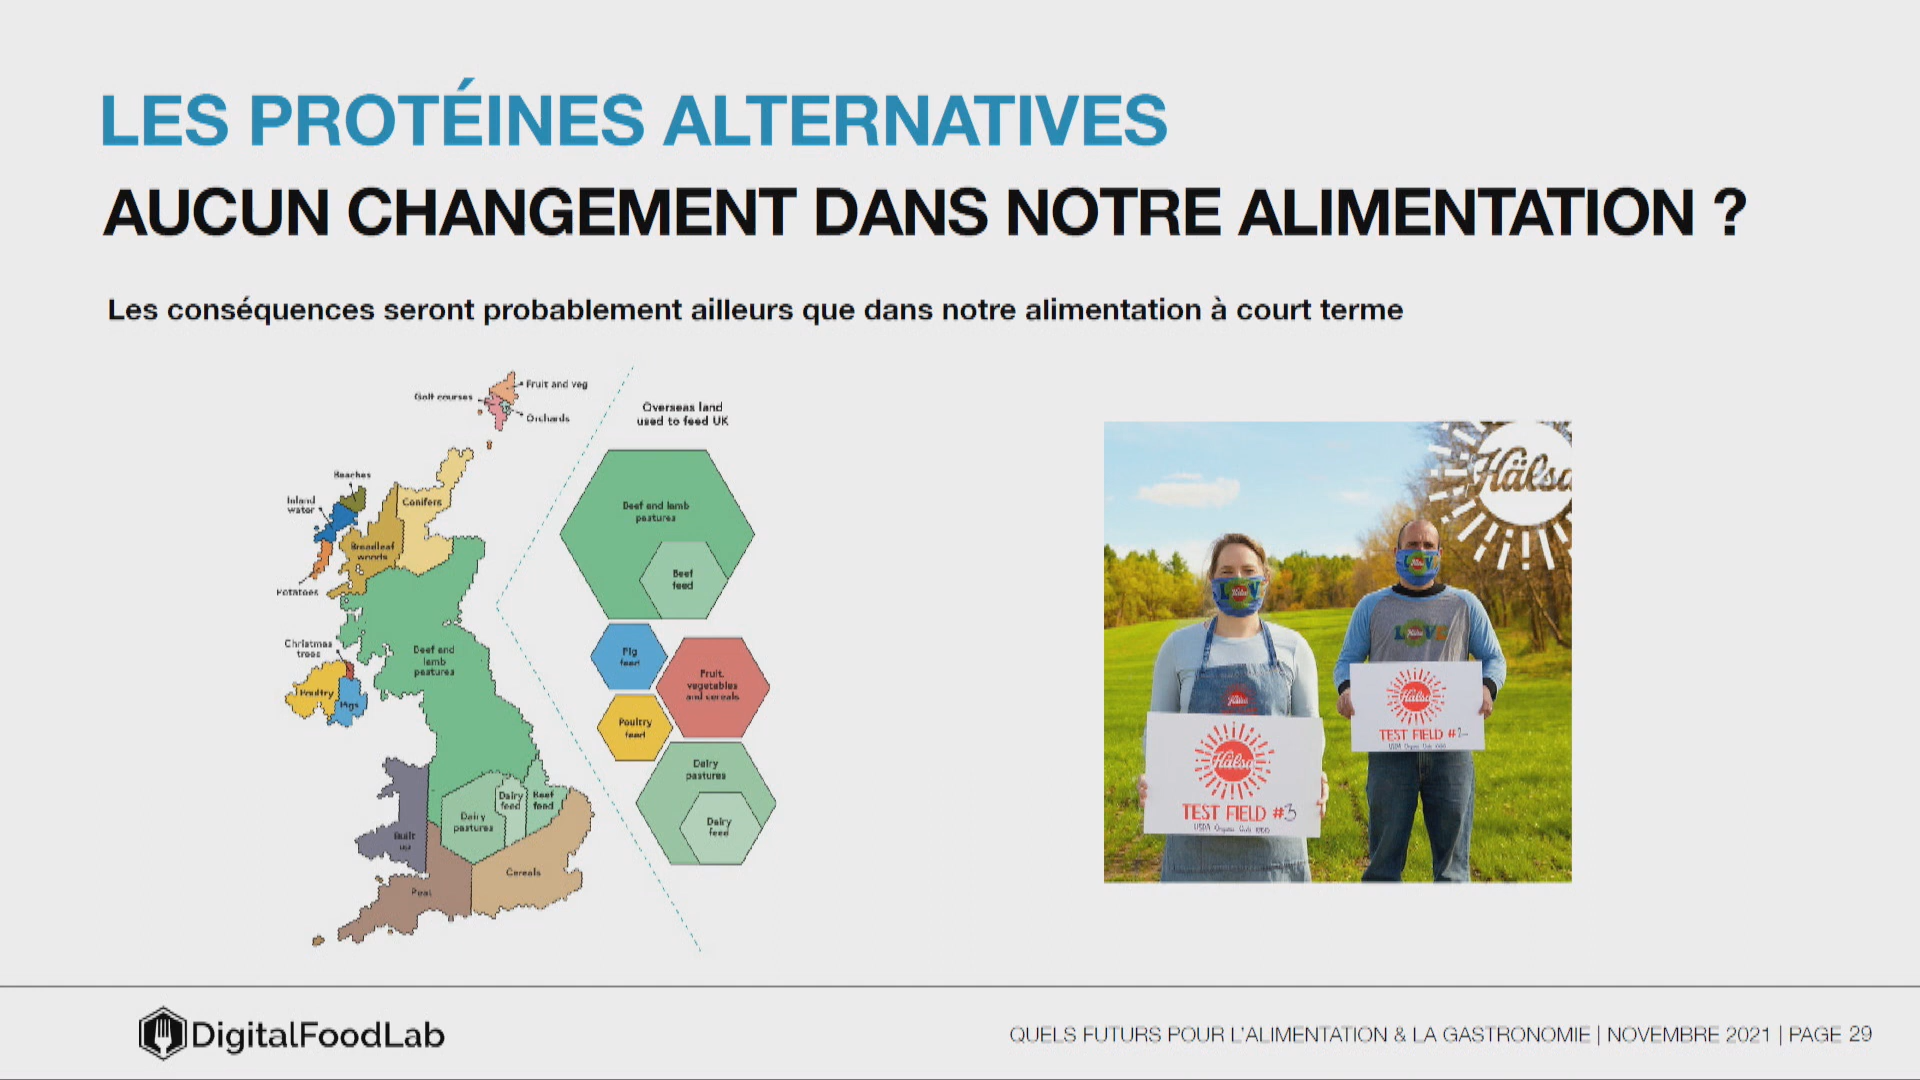 LES PROTÉINES ALTERNATIVES
AUCUN CHANGEMENT DANS NOTRE ALIMENTATION ?
Les conséquences seront probablement ailleurs que dans notre alimentation à court terme
Fruit and veg
Golf courses
Orchards
Beaches
Inland
water
Conifers
Broadleaf
woods
Potatoes
Christmas
trees
Poultry
Pigs
Beef and
lamb
pastures
Dairy
feed
Beef
feed
Dairy
pastures
Built
up
Peat
Cereals
Overseas land
used to feed UK
Beef and lamb
pastures
Beef
feed
Pig
feed
Fruit,
vegetables
and cereals
Poultry
feed
Dairy
pastures
Dairy
feed
Hälsa
LOVE
Hälsa
TEST FIELD #3
Hälsa
TEST FIELD #2
DigitalFoodLab
QUELS FUTURS POUR L'ALIMENTATION & LA GASTRONOMIE | NOVEMBRE 2021 | PAGE 29